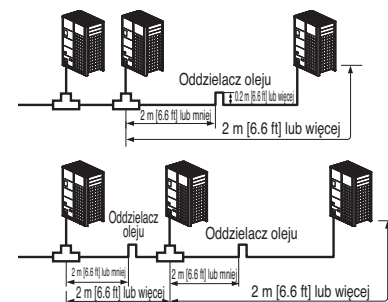 Oddzielacz oleju
0.2 m [6.6 ft] lub więcej
2 m [6.6 ft] lub mniej
2 m [6.6 ft] lub więcej
Oddzielacz
oleju
Oddzielacz oleju
2 m [6.6 ft] lub mniej
2 m [6.6 ft] lub mniej
2 m [6.6 ft] lub więcej
2 m [6.6 ft] lub więcej